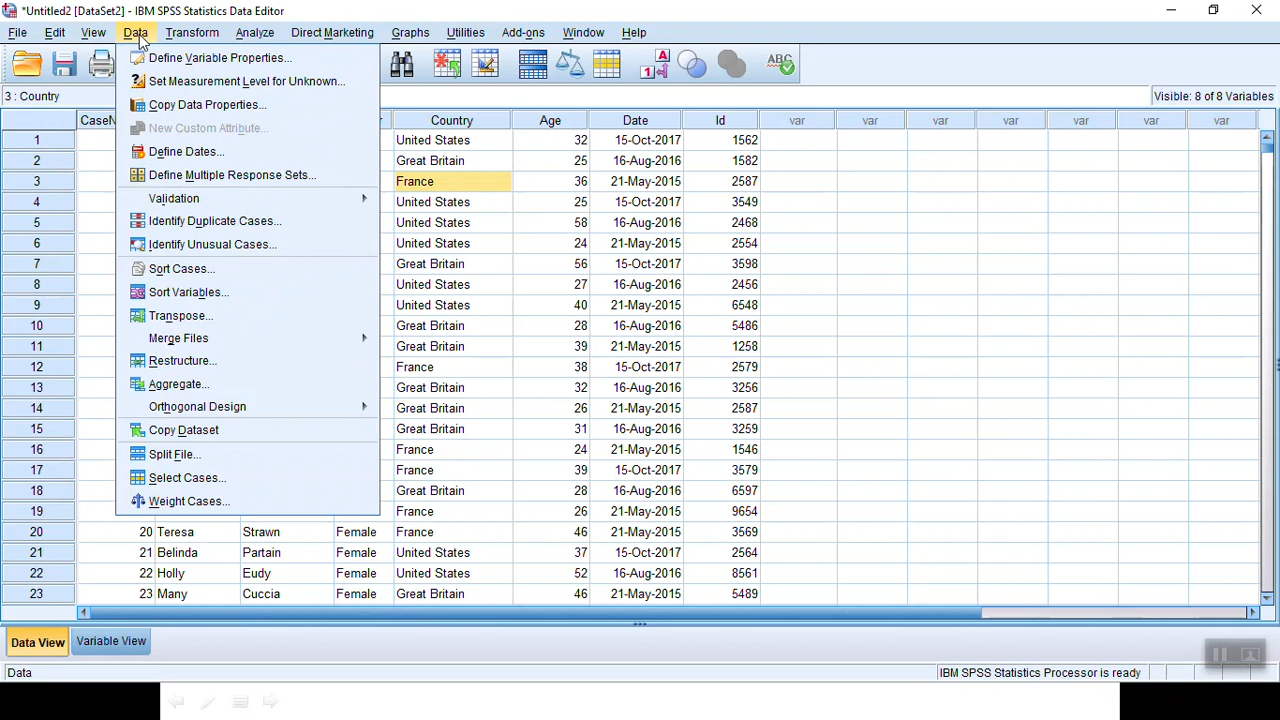 *Untitled2 [DataSet2] - IBM SPSS Statistics Data Editor
File Edit View Data Transform Analyze Direct Marketing Graphs Utilities Add-ons Window Help
3 : Country Visible: 8 of 8 Variables
Define Variable Properties...
Set Measurement Level for Unknown...
Copy Data Properties...
New Custom Attribute...
Define Dates...
Define Multiple Response Sets...
Validation
Identify Duplicate Cases...
Identify Unusual Cases...
Sort Cases...
Sort Variables...
Transpose...
Merge Files
Restructure...
Aggregate...
Orthogonal Design
Copy Dataset
Split File...
Select Cases...
Weight Cases...
Country Age Date Id var var var var var var var
1 United States 32 15-Oct-2017 1562
2 Great Britain 25 16-Aug-2016 1582
3 France 36 21-May-2015 2587
4 United States 25 15-Oct-2017 3549
5 United States 58 16-Aug-2016 2468
6 United States 24 21-May-2015 2554
7 Great Britain 56 15-Oct-2017 3598
8 United States 27 16-Aug-2016 2456
9 United States 40 21-May-2015 6548
10 Great Britain 28 16-Aug-2016 5486
11 Great Britain 39 21-May-2015 1258
12 France 38 15-Oct-2017 2579
13 Great Britain 32 16-Aug-2016 3256
14 Great Britain 26 21-May-2015 2587
15 Great Britain 31 16-Aug-2016 3259
16 France 24 21-May-2015 1546
17 France 39 15-Oct-2017 3579
18 Great Britain 28 16-Aug-2016 6597
19 France 26 21-May-2015 9654
20 20 Teresa Strawn Female France 46 21-May-2015 3569
21 21 Belinda Partain Female United States 37 15-Oct-2017 2564
22 22 Holly Eudy Female United States 52 16-Aug-2016 8561
23 23 Many Cuccia Female Great Britain 46 21-May-2015 5489
Data View Variable View
Data IBM SPSS Statistics Processor is ready